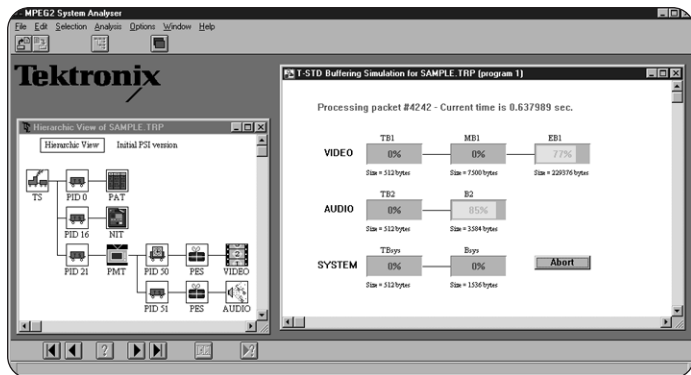 MPEG2 System Analyser
File Edit Selection Analysis Options Window Help
Tektronix
T-STD Buffering Simulation for SAMPLE.TRP (program 1)
Processing packet #4242 - Current time is 0.637989 sec.
TB1 MB1 EB1
VIDEO 0% 0% 77%
Size = 512 bytes Size = 7500 bytes Size = 229376 bytes
TB2 B2
AUDIO 0% 85%
Size = 512 bytes Size = 3584 bytes
TBsys Bsys
SYSTEM 0% 0% Abort
Size = 512 bytes Size = 1536 bytes
Hierarchic View of SAMPLE.TRP
Hierarchic View Initial PSI version
TS PID 0 PAT
PID 16 NIT
PID 21 PMT PID 50 PES VIDEO
PID 51 PES AUDIO